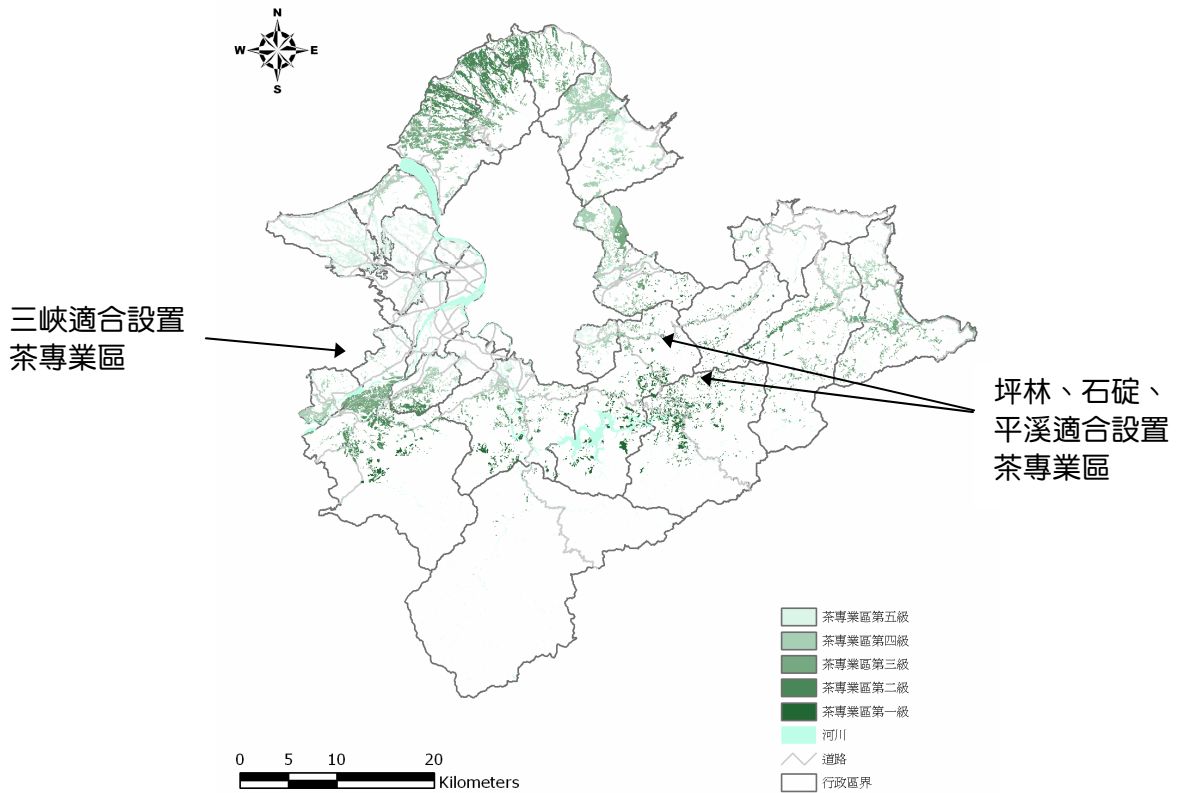 N
W
E
S
三峽適合設置
茶專業區
坪林、石碇、
平溪適合設置
茶專業區
茶專業區第五級
茶專業區第四級
茶專業區第三級
茶專業區第二級
茶專業區第一級
河川
道路
行政區界
0 5 10 20
Kilometers